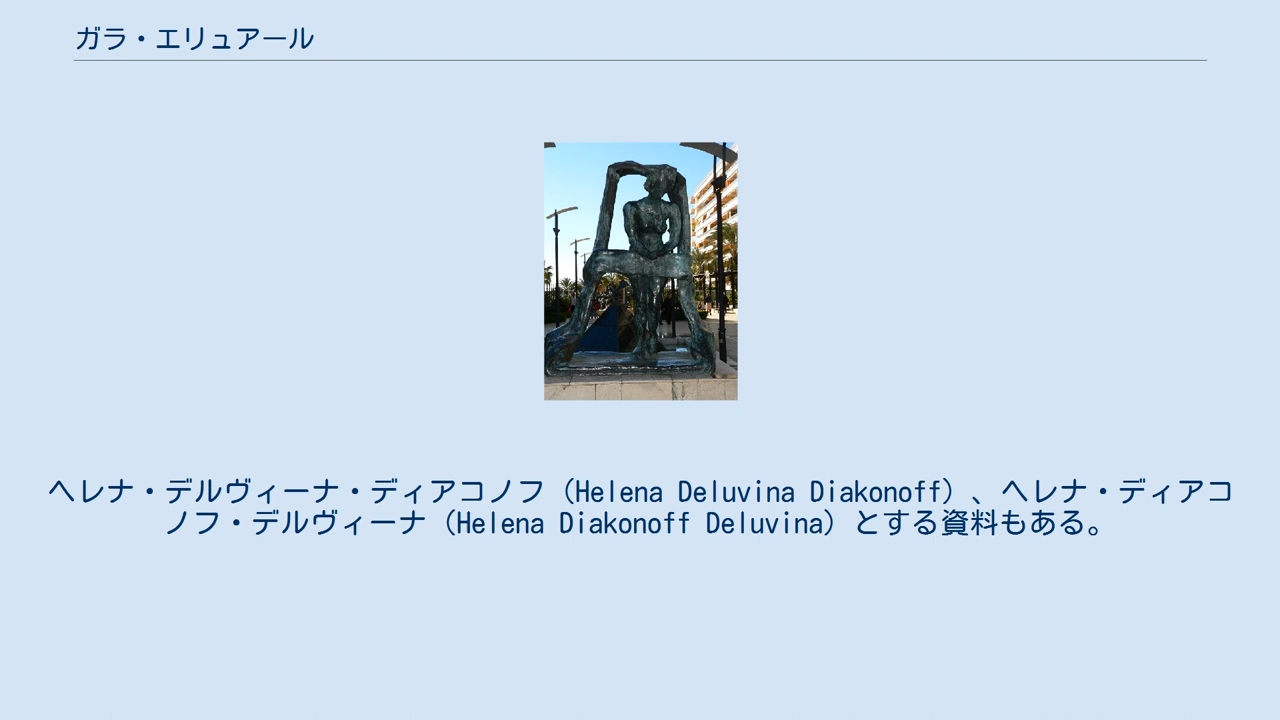 ガラ・エリュアール
ヘレナ・デルヴィーナ・ディアコノフ（Helena Deluvina Diakonoff）、ヘレナ・ディアコ
ノフ・デルヴィーナ（Helena Diakonoff Deluvina）とする資料もある。